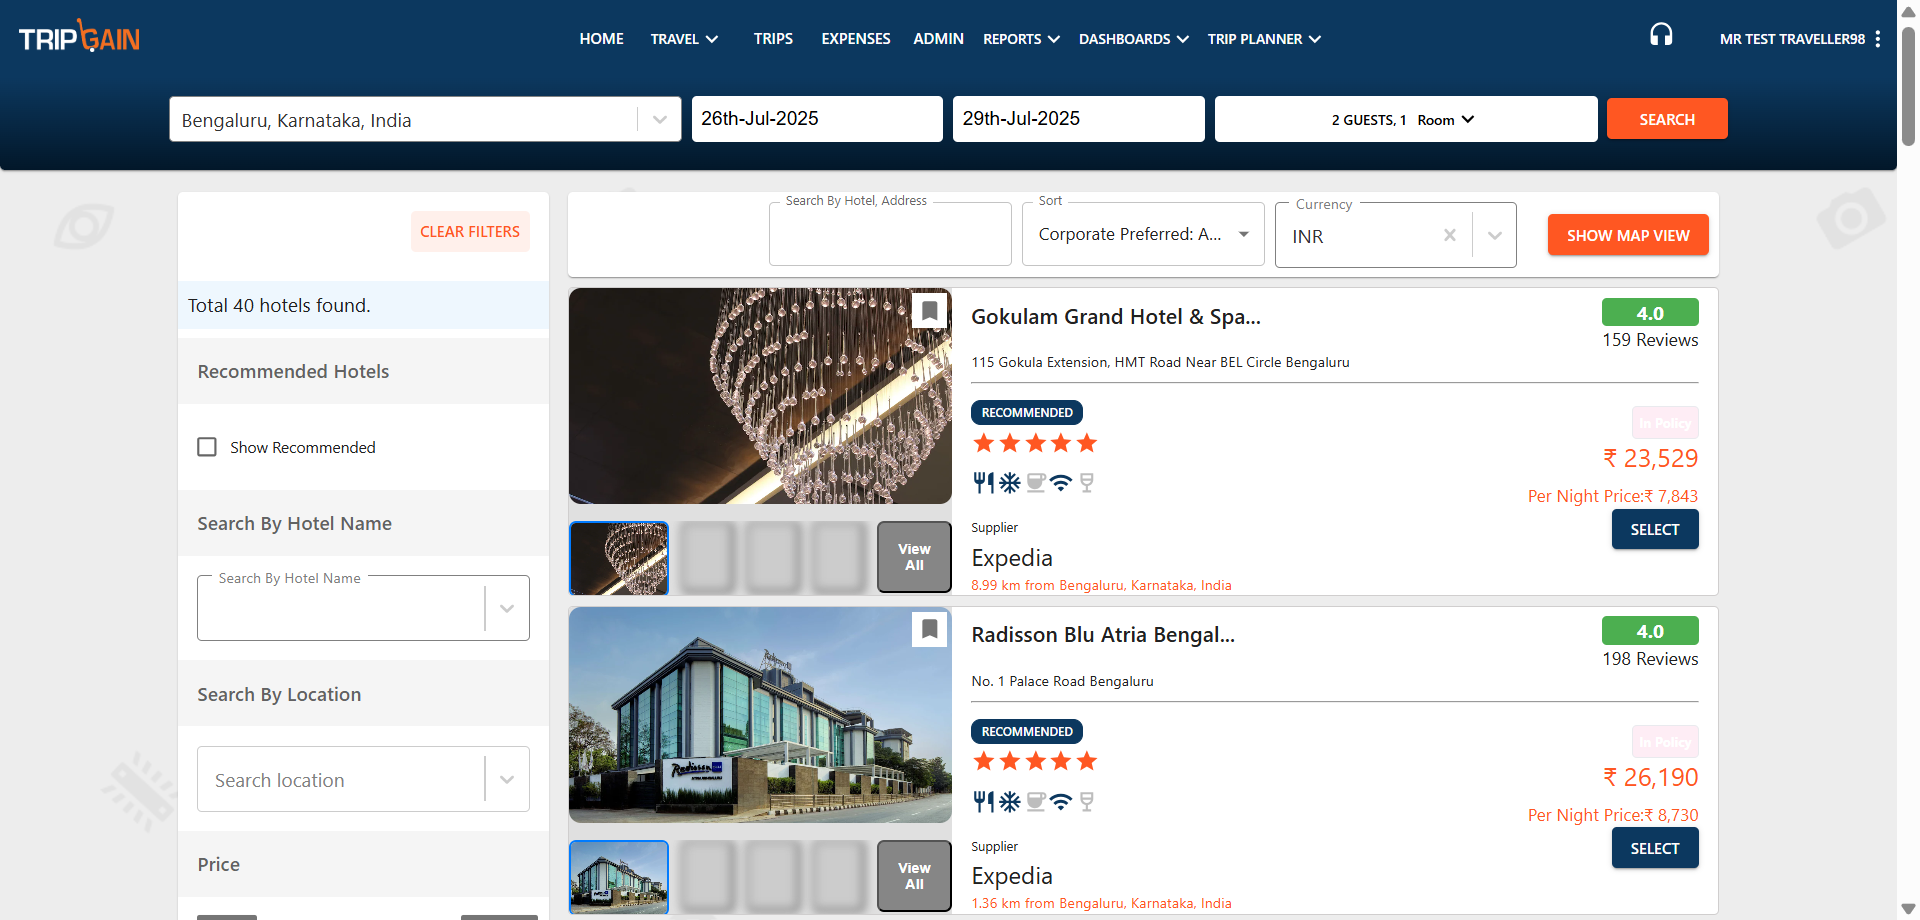 TRIPGAIN
HOME
TRAVEL
TRIPS
EXPENSES
ADMIN
REPORTS
DASHBOARDS
TRIP PLANNER
MR TEST TRAVELLER98
Bengaluru, Karnataka, India
26th-Jul-2025
29th-Jul-2025
2 GUESTS, 1 Room
SEARCH
CLEAR FILTERS
Total 40 hotels found.
Recommended Hotels
Show Recommended
Search By Hotel Name
Search By Hotel Name
Search By Location
Search location
Price
Search By Hotel, Address
Sort
Corporate Preferred: A...
Currency
INR
SHOW MAP VIEW
Gokulam Grand Hotel & Spa...
4.0
159 Reviews
115 Gokula Extension, HMT Road Near BEL Circle Bengaluru
RECOMMENDED
In Policy
₹ 23,529
Per Night Price:₹ 7,843
SELECT
View
All
Supplier
Expedia
8.99 km from Bengaluru, Karnataka, India
Radisson Blu Atria Bengal...
4.0
198 Reviews
No. 1 Palace Road Bengaluru
RECOMMENDED
In Policy
₹ 26,190
Per Night Price:₹ 8,730
SELECT
Radisson
View
All
Supplier
Expedia
1.36 km from Bengaluru, Karnataka, India